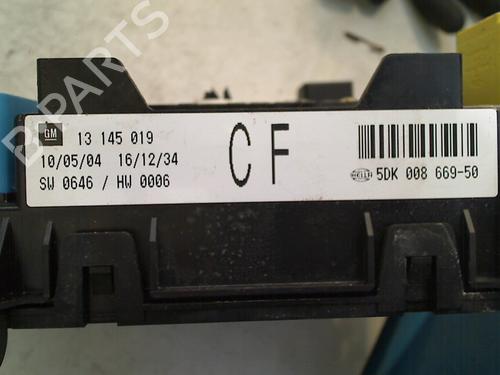 B-PARTS
GM 13 145 019
10/05/04 16/12/34
SW 0646 / HW 0006
CF
HELLA 5DK 008 669-50